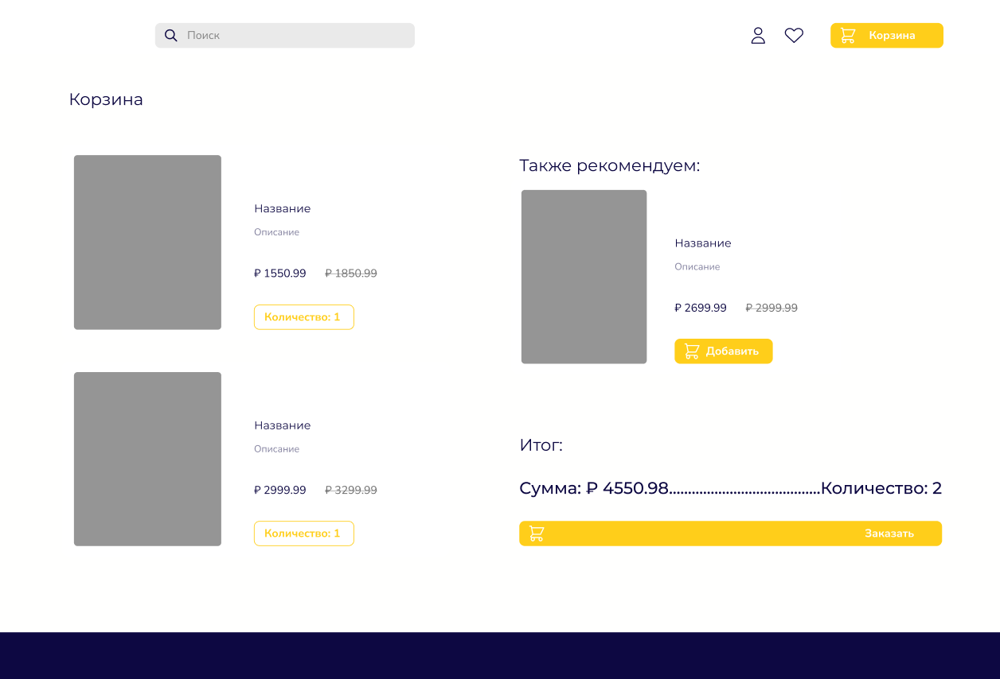 Поиск
Корзина
Корзина
Название
Описание
₽ 1550.99 ₽ 1850.99
Количество: 1
Название
Описание
₽ 2999.99 ₽ 3299.99
Количество: 1
Также рекомендуем:
Название
Описание
₽ 2699.99 ₽ 2999.99
Добавить
Итог:
Сумма: ₽ 4550.98........................................Количество: 2
Заказать